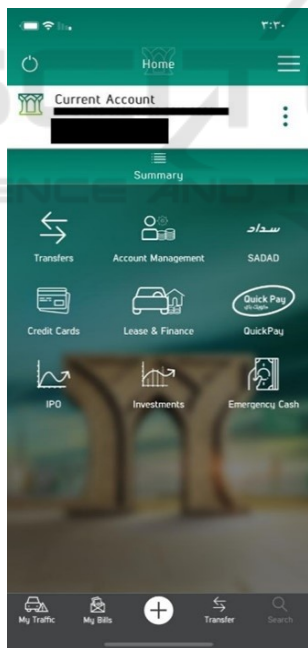 ٣:٣٠
Home
Current Account
Summary
Transfers
Account Management
سداد
SADAD
Credit Cards
Lease & Finance
Quick Pay
QuickPay
IPO
Investments
Emergency Cash
My Traffic
My Bills
Transfer
Search